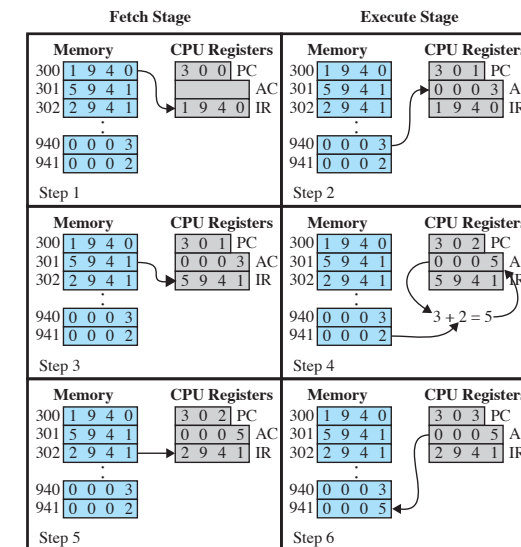 Fetch Stage Execute Stage
Memory CPU Registers Memory CPU Registers
300 1 9 4 0 3 0 0 PC 300 1 9 4 0 3 0 1 PC
301 5 9 4 1 AC 301 5 9 4 1 0 0 0 3 A
302 2 9 4 1 1 9 4 0 IR 302 2 9 4 1 1 9 4 0 IR
940 0 0 0 3 940 0 0 0 3
941 0 0 0 2 941 0 0 0 2
Step 1 Step 2
Memory CPU Registers Memory CPU Registers
300 1 9 4 0 3 0 1 PC 300 1 9 4 0 3 0 2 PC
301 5 9 4 1 0 0 0 3 AC 301 5 9 4 1 0 0 0 5 A
302 2 9 4 1 5 9 4 1 IR 302 2 9 4 1 5 9 4 1 IR
940 0 0 0 3 940 0 0 0 3 3 + 2 = 5
941 0 0 0 2 941 0 0 0 2
Step 3 Step 4
Memory CPU Registers Memory CPU Registers
300 1 9 4 0 3 0 2 PC 300 1 9 4 0 3 0 3 PC
301 5 9 4 1 0 0 0 5 AC 301 5 9 4 1 0 0 0 5 A
302 2 9 4 1 2 9 4 1 IR 302 2 9 4 1 2 9 4 1 IR
940 0 0 0 3 940 0 0 0 3
941 0 0 0 2 941 0 0 0 5
Step 5 Step 6